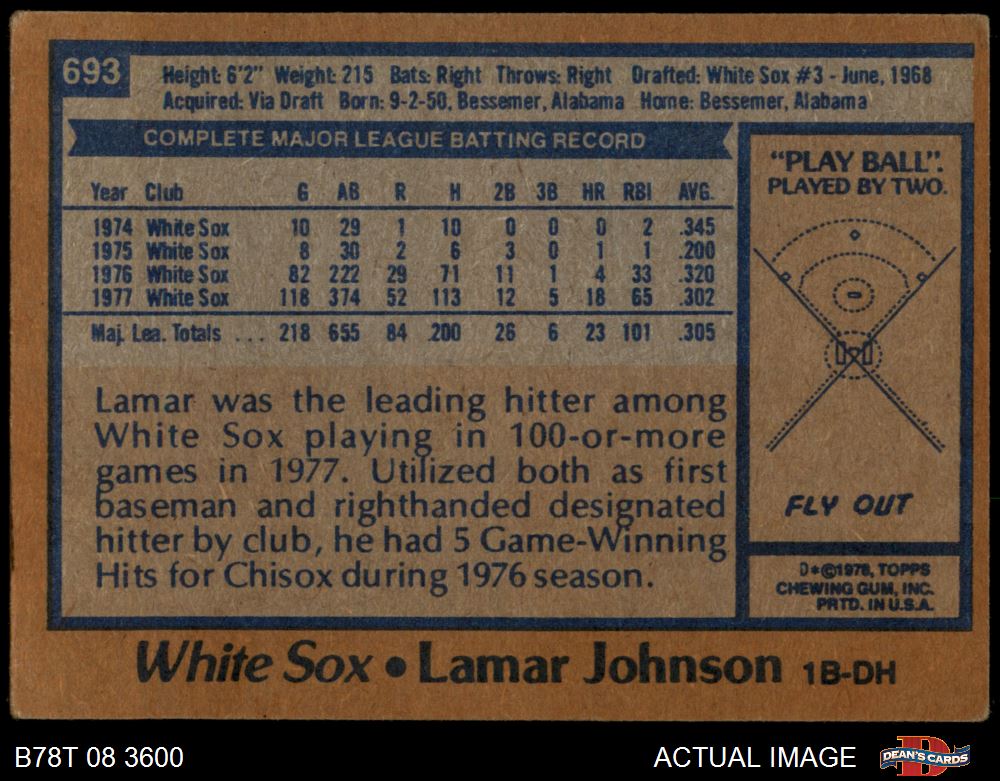 693
Height: 6'2" Weight: 215 Bats: Right Throws: Right Drafted: White Sox #3 - June, 1968
Acquired: Via Draft Born: 9-2-50, Bessemer, Alabama Home: Bessemer, Alabama
COMPLETE MAJOR LEAGUE BATTING RECORD
Year Club G AB R H 2B 3B HR RBI AVG.
1974 White Sox 10 29 1 10 0 0 0 2 .345
1975 White Sox 8 30 2 6 3 0 1 1 .200
1976 White Sox 82 222 29 71 11 1 4 33 .320
1977 White Sox 118 374 52 113 12 5 18 65 .302
Maj. Lea. Totals ... 218 655 84 200 26 6 23 101 .305
Lamar was the leading hitter among
White Sox playing in 100-or-more
games in 1977. Utilized both as first
baseman and righthanded designated
hitter by club, he had 5 Game-Winning
Hits for Chisox during 1976 season.
"PLAY BALL".
PLAYED BY TWO.
FLY OUT
D*©1978, TOPPS
CHEWING GUM, INC.
PRTD. IN U.S.A.
White Sox • Lamar Johnson 1B-DH
B78T 08 3600
ACTUAL IMAGE
DEAN'S CARDS